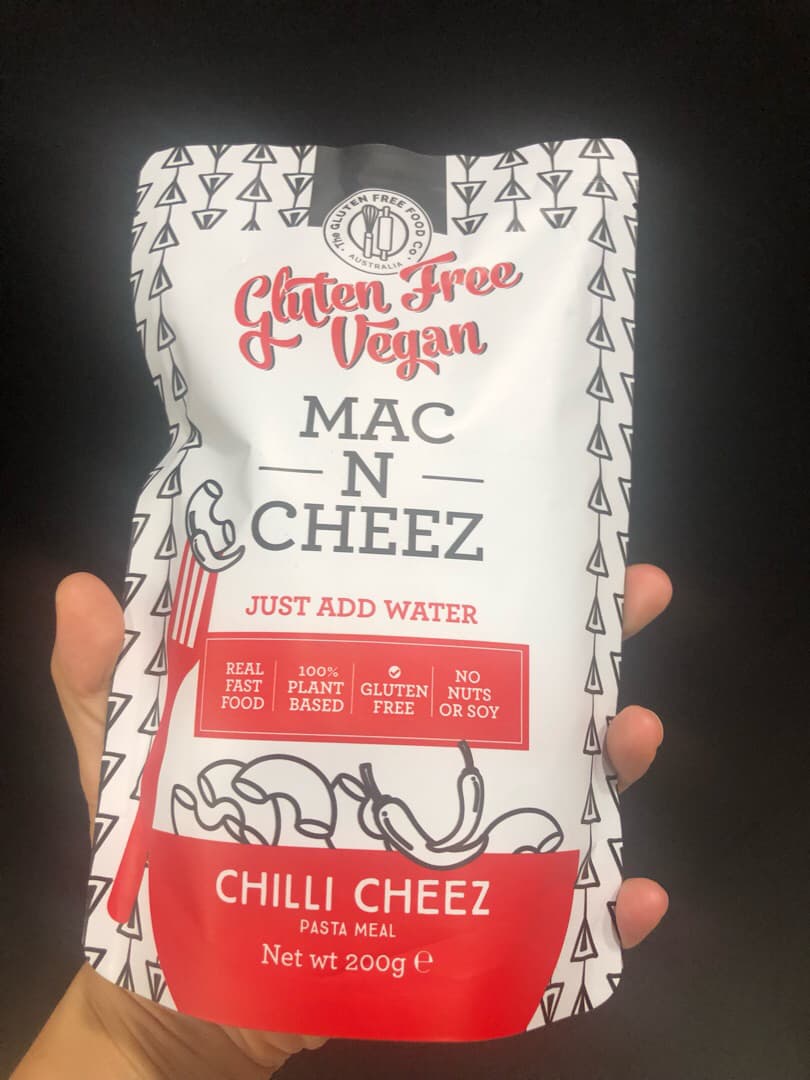 • The GLUTEN FREE FOOD Co. •
AUSTRALIA
Gluten Free
Vegan
MAC
N
CHEEZ
JUST ADD WATER
REAL
FAST
FOOD
100%
PLANT
BASED
GLUTEN
FREE
NO
NUTS
OR SOY
CHILLI CHEEZ
PASTA MEAL
Net wt 200g ℮